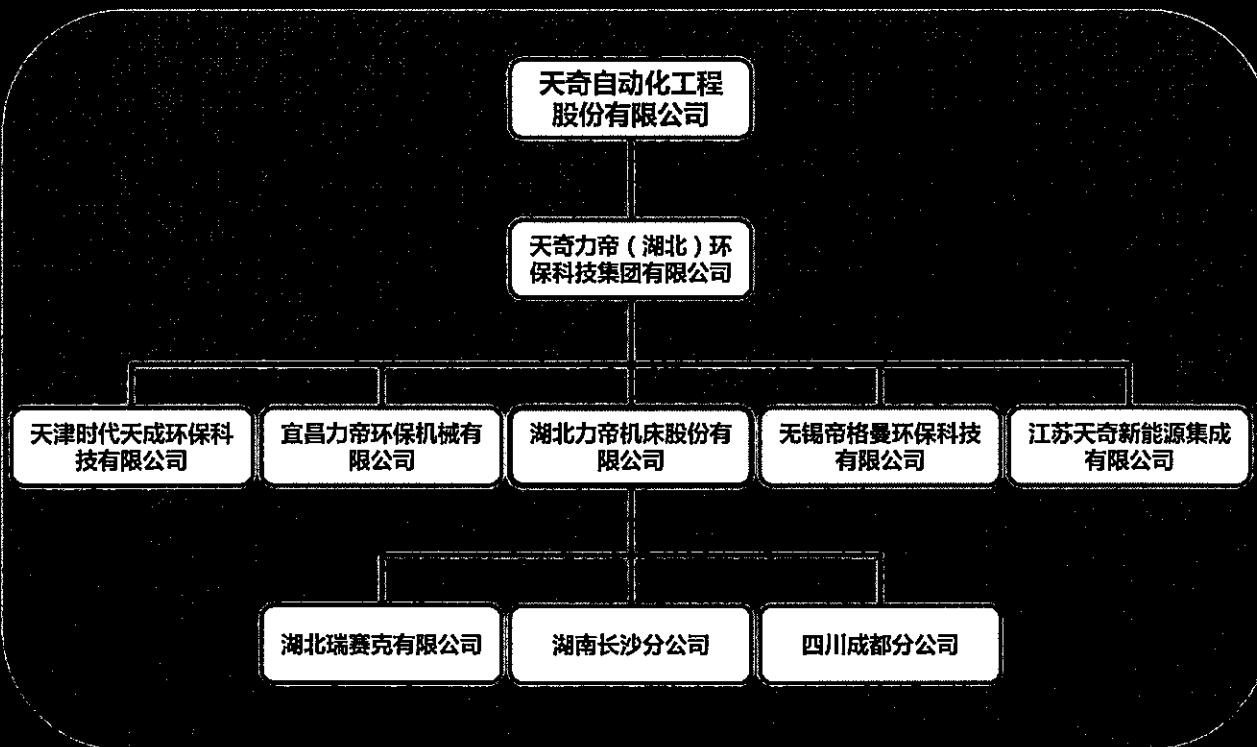 天奇自动化工程
股份有限公司
天奇力帝（湖北）环
保科技集团有限公司
天津时代天成环保科
技有限公司
宜昌力帝环保机械有
限公司
湖北力帝机床股份有
限公司
无锡帝格曼环保科技
有限公司
江苏天奇新能源集成
有限公司
湖北瑞赛克有限公司
湖南长沙分公司
四川成都分公司